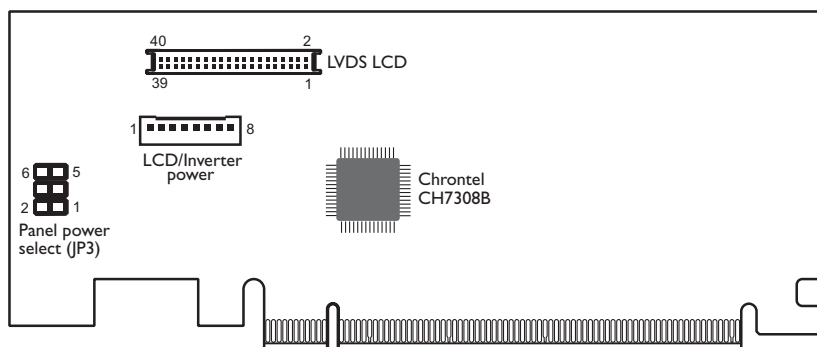 40 2
LVDS LCD
39 1
1 8
LCD/Inverter
power
6 5
2 1
Panel power
select (JP3)
Chrontel
CH7308B